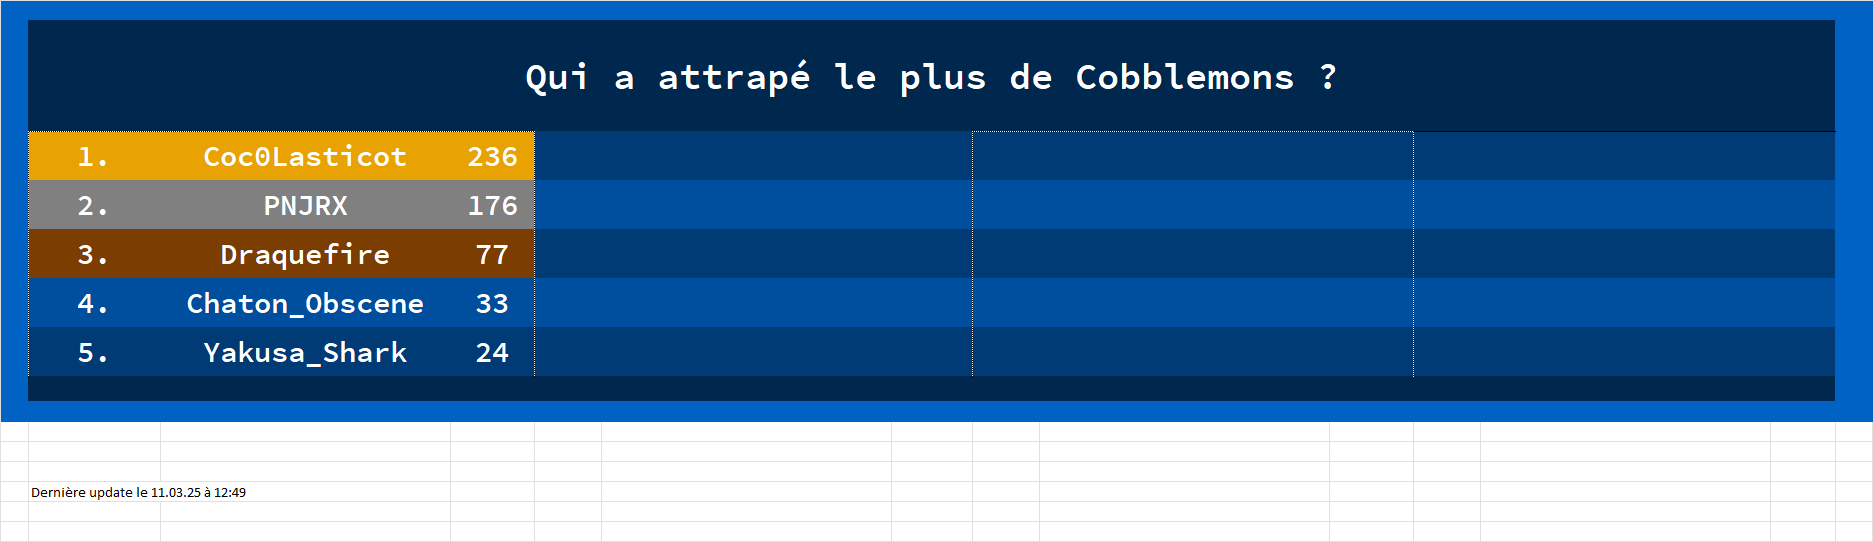 Qui a attrapé le plus de Cobblemons ?
1. Coc0Lasticot 236
2. PNJRX 176
3. Draquefire 77
4. Chaton_Obscene 33
5. Yakusa_Shark 24
Dernière update le 11.03.25 à 12:49